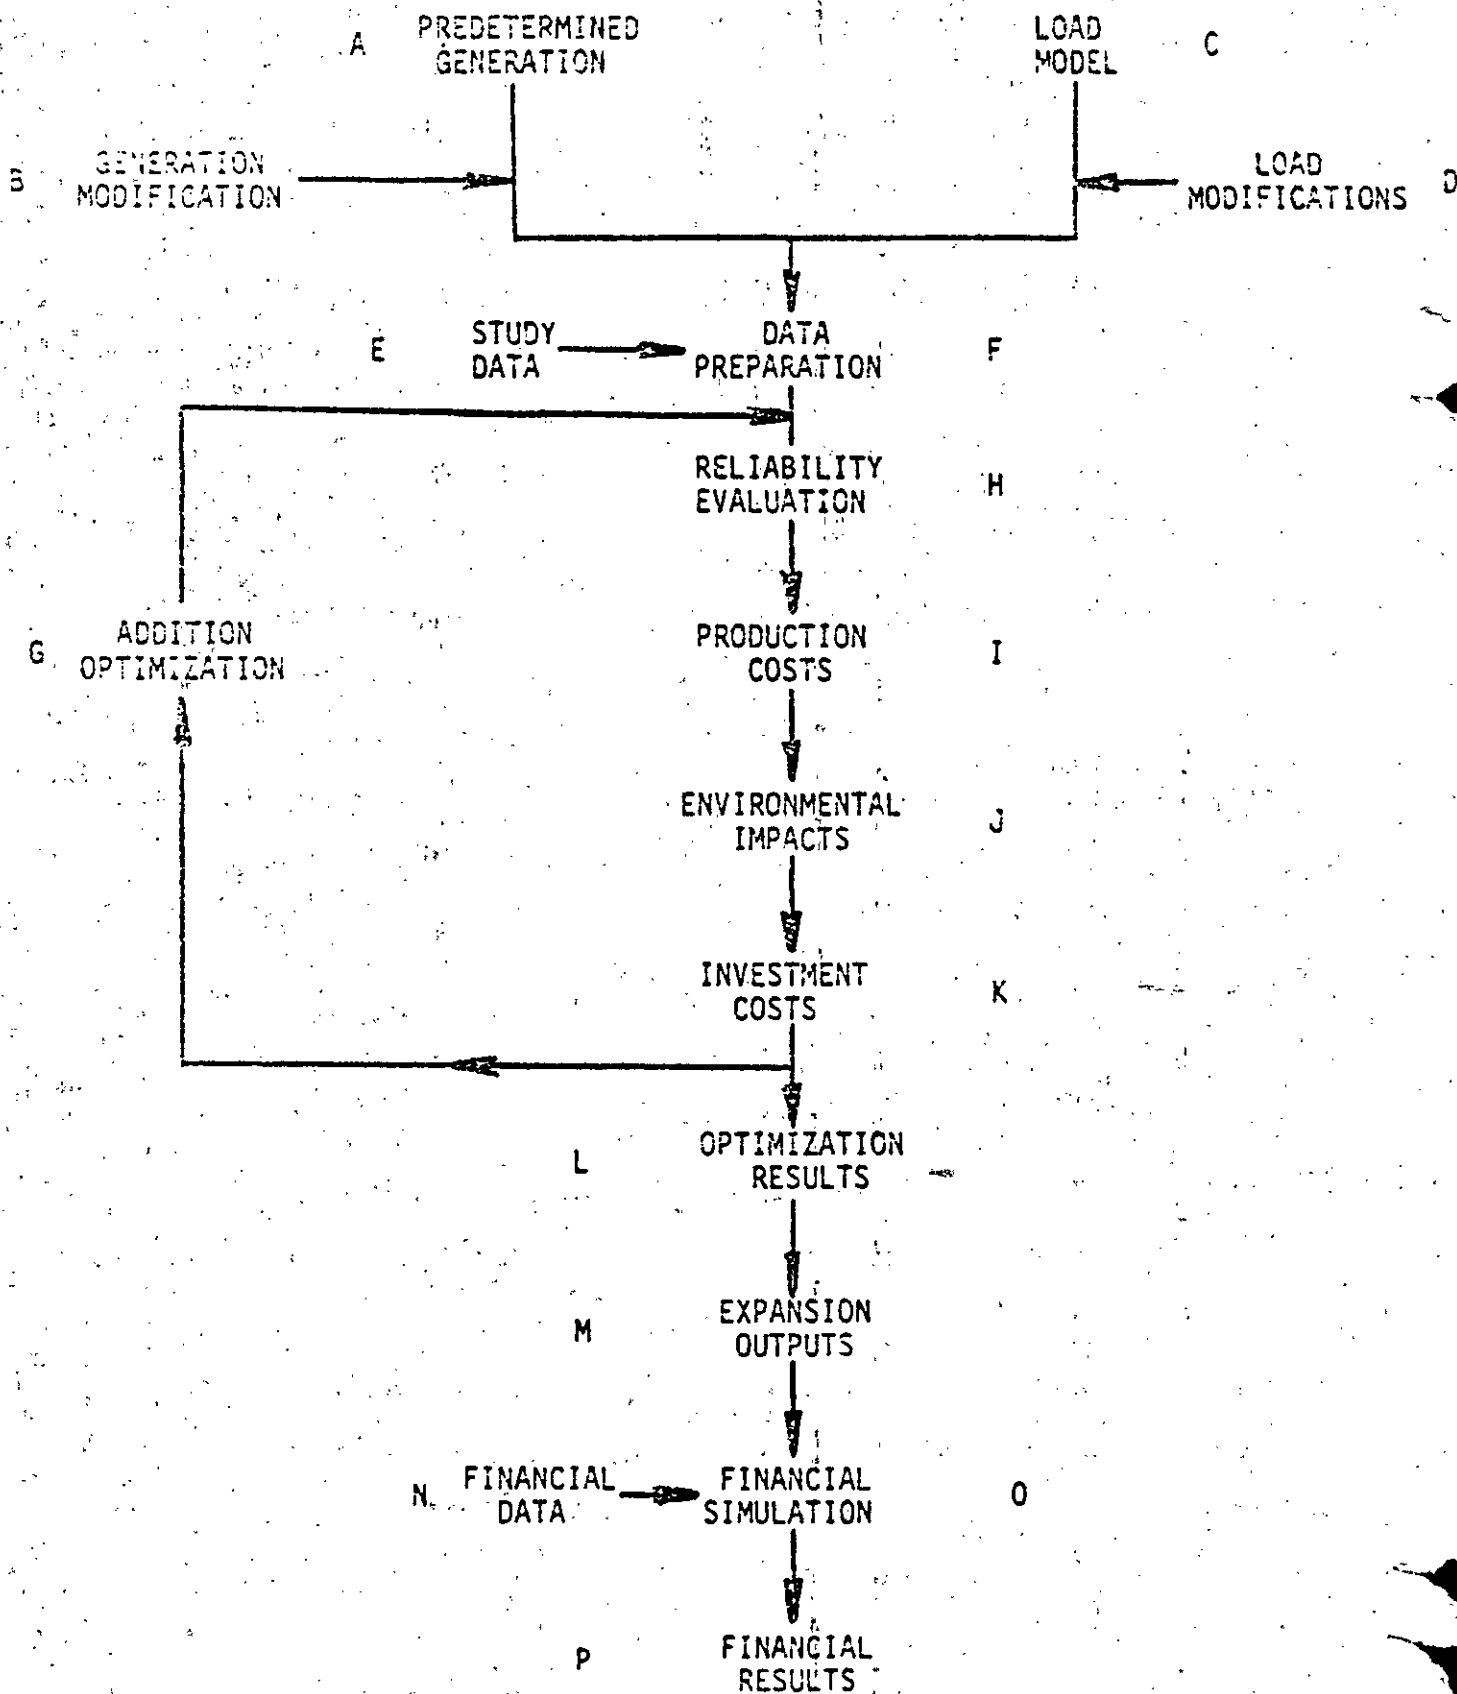 A PREDETERMINED GENERATION
LOAD MODEL C
B GENERATION MODIFICATION
LOAD MODIFICATIONS D
E STUDY DATA
DATA PREPARATION F
RELIABILITY EVALUATION H
G ADDITION OPTIMIZATION
PRODUCTION COSTS I
ENVIRONMENTAL IMPACTS J
INVESTMENT COSTS K
L OPTIMIZATION RESULTS
M EXPANSION OUTPUTS
N FINANCIAL DATA
FINANCIAL SIMULATION O
P FINANCIAL RESULTS